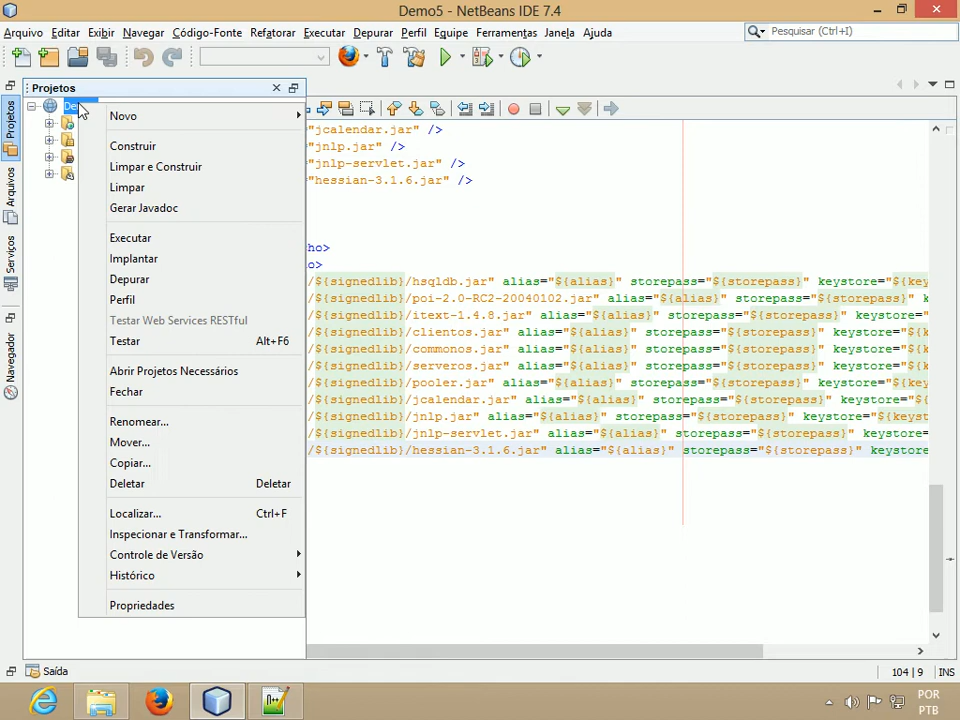 Demo5 - NetBeans IDE 7.4
Arquivo Editar Exibir Navegar Código-Fonte Refatorar Executar Depurar Perfil Equipe Ferramentas Janela Ajuda
Pesquisar (Ctrl+I)
Projetos
Projetos
Arquivos
Serviços
Navegador
Novo
Construir
Limpar e Construir
Limpar
Gerar Javadoc
Executar
Implantar
Depurar
Perfil
Testar Web Services RESTful
Testar Alt+F6
Abrir Projetos Necessários
Fechar
Renomear...
Mover...
Copiar...
Deletar Deletar
Localizar... Ctrl+F
Inspecionar e Transformar...
Controle de Versão
Histórico
Propriedades
"jcalendar.jar" />
"jnlp.jar" />
"jnlp-servlet.jar" />
"hessian-3.1.6.jar" />
ho>
o>
/${signedlib}/hsqldb.jar" alias="${alias}" storepass="${storepass}" keystore="${key
/${signedlib}/poi-2.0-RC2-20040102.jar" alias="${alias}" storepass="${storepass}" k
/${signedlib}/itext-1.4.8.jar" alias="${alias}" storepass="${storepass}" keystore="
/${signedlib}/clientos.jar" alias="${alias}" storepass="${storepass}" keystore="${k
/${signedlib}/commonos.jar" alias="${alias}" storepass="${storepass}" keystore="${k
/${signedlib}/serveros.jar" alias="${alias}" storepass="${storepass}" keystore="${k
/${signedlib}/pooler.jar" alias="${alias}" storepass="${storepass}" keystore="${key
/${signedlib}/jcalendar.jar" alias="${alias}" storepass="${storepass}" keystore="${
/${signedlib}/jnlp.jar" alias="${alias}" storepass="${storepass}" keystore="${keyst
/${signedlib}/jnlp-servlet.jar" alias="${alias}" storepass="${storepass}" keystore=
/${signedlib}/hessian-3.1.6.jar" alias="${alias}" storepass="${storepass}" keystore
Saída
104 | 9 INS
POR
PTB